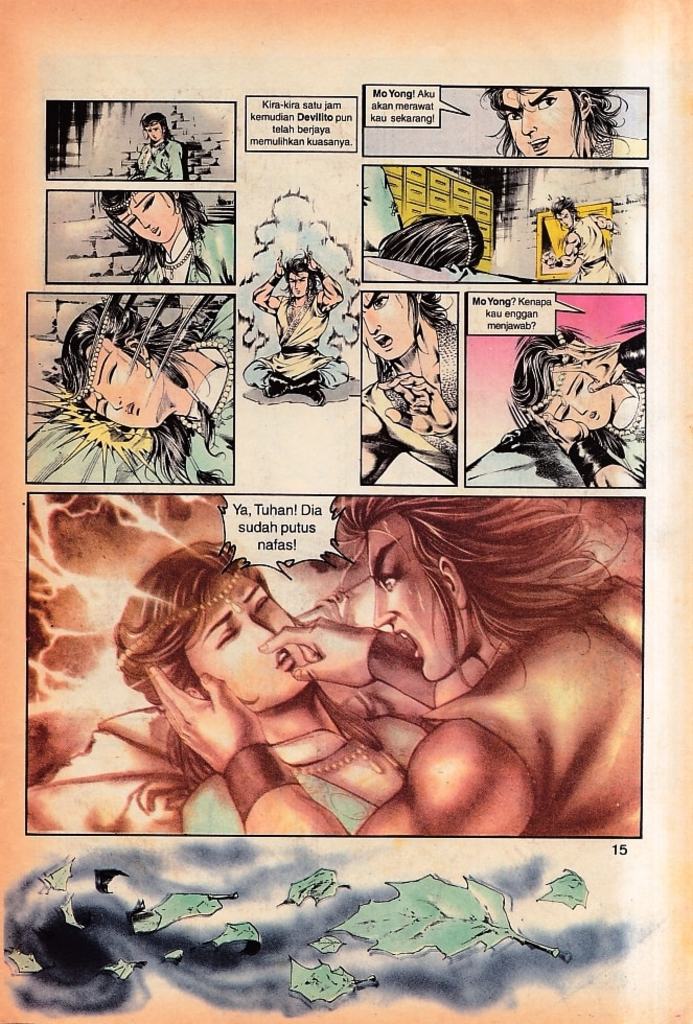 Kira-kira satu jam
kemudian Devilito pun
telah berjaya
memulihkan kuasanya.
Mo Yong! Aku
akan merawat
kau sekarang!
Mo Yong? Kenapa
kau enggan
menjawab?
Ya, Tuhan! Dia
sudah putus
nafas!
15